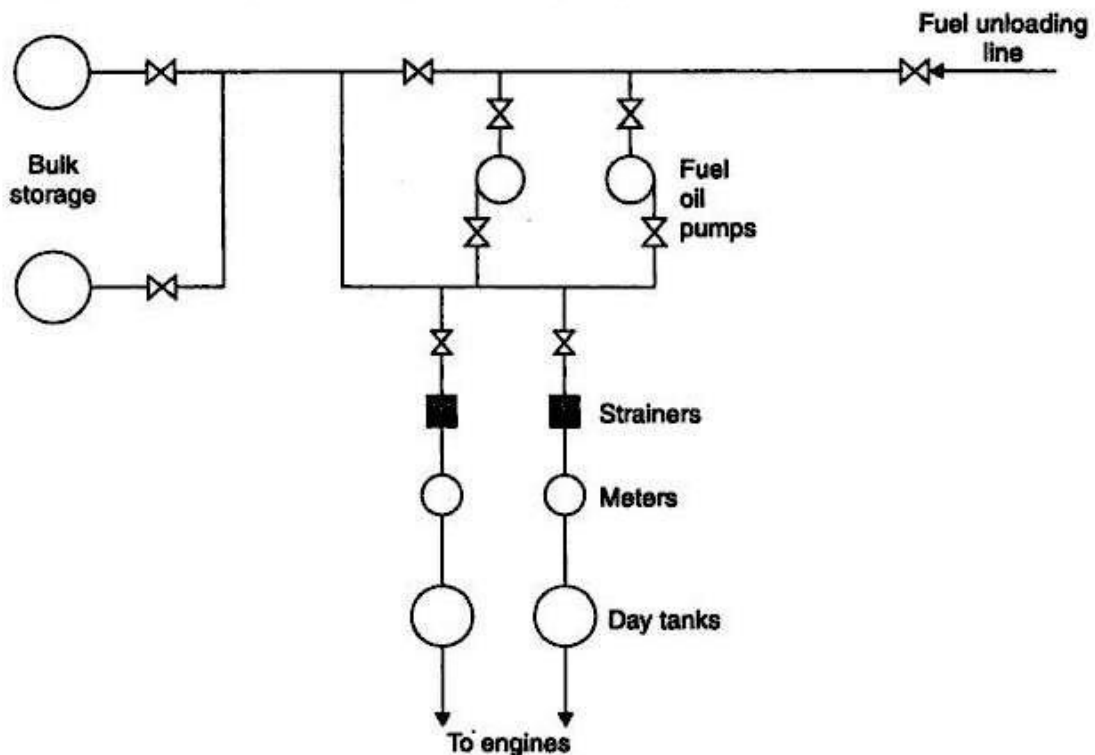 Fuel unloading
line
Bulk
storage
Fuel
oil
pumps
Strainers
Meters
Day tanks
To engines